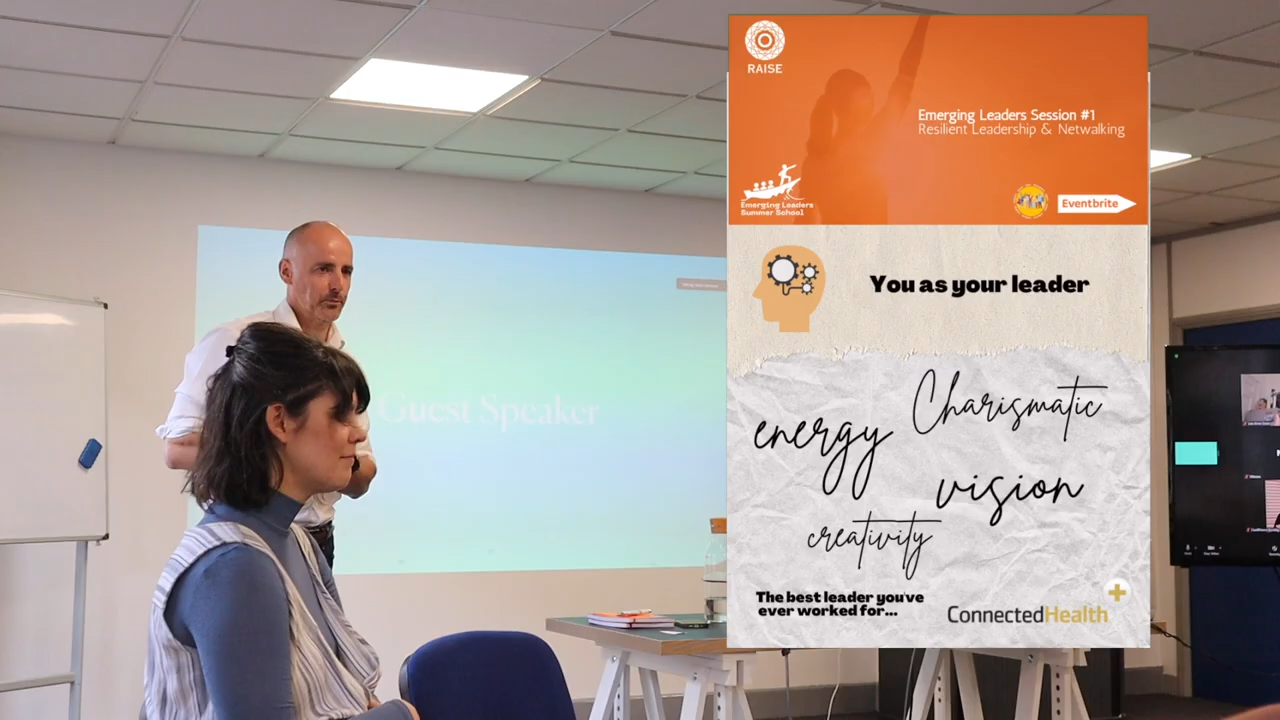 Guest Speaker
RAISE
Emerging Leaders Session #1
Resilient Leadership & Netwalking
Emerging Leaders
Summer School
Eventbrite
You as your leader
energy
Charismatic
vision
creativity
The best leader you've
ever worked for...
ConnectedHealth